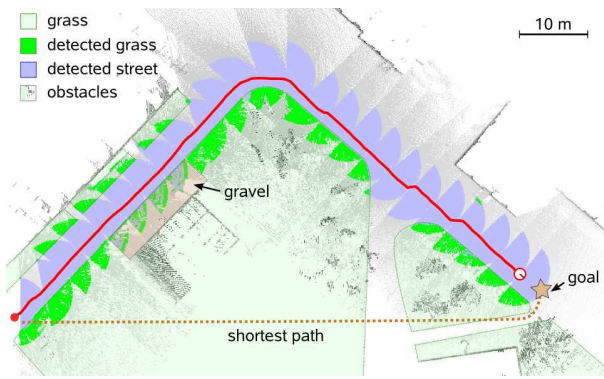 grass
detected grass
detected street
obstacles
10 m
gravel
goal
shortest path